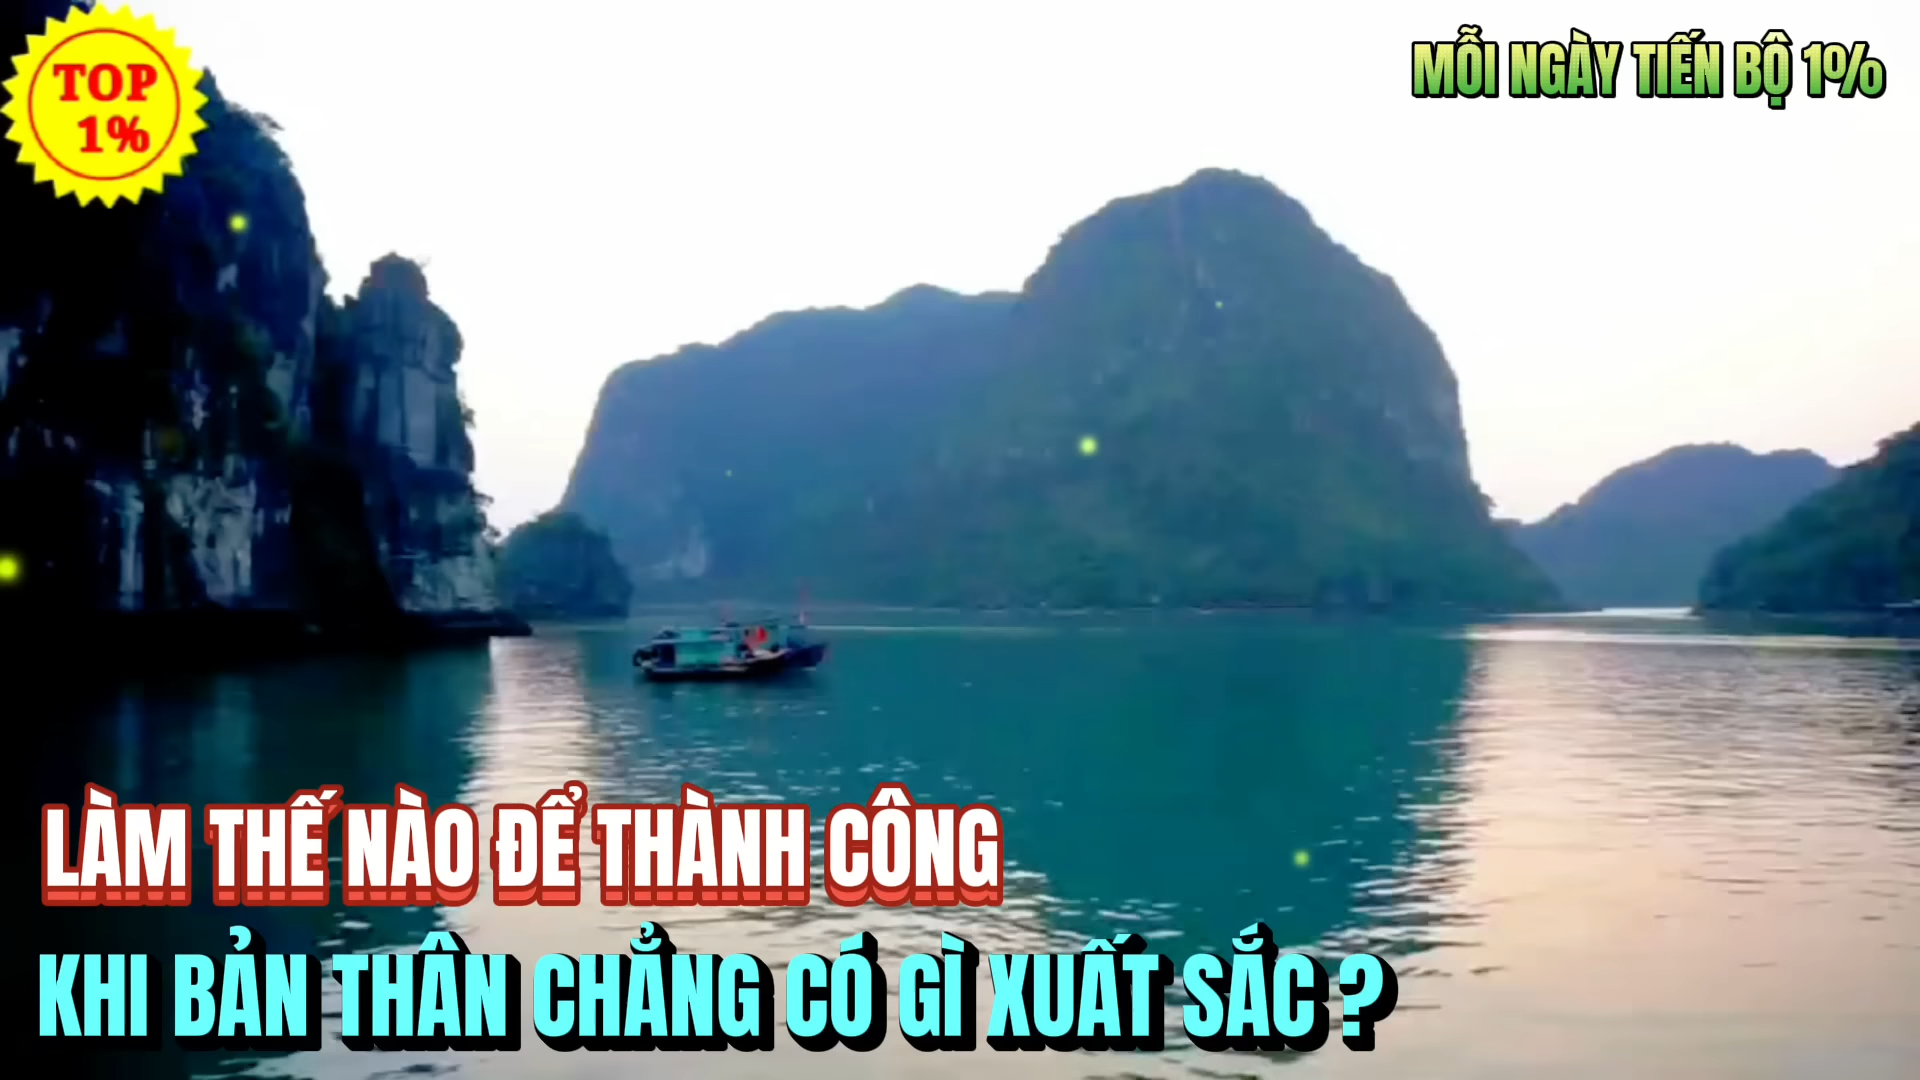 TOP
1%
MỖI NGÀY TIẾN BỘ 1%
LÀM THẾ NÀO ĐỂ THÀNH CÔNG
KHI BẢN THÂN CHẲNG CÓ GÌ XUẤT SẮC ?